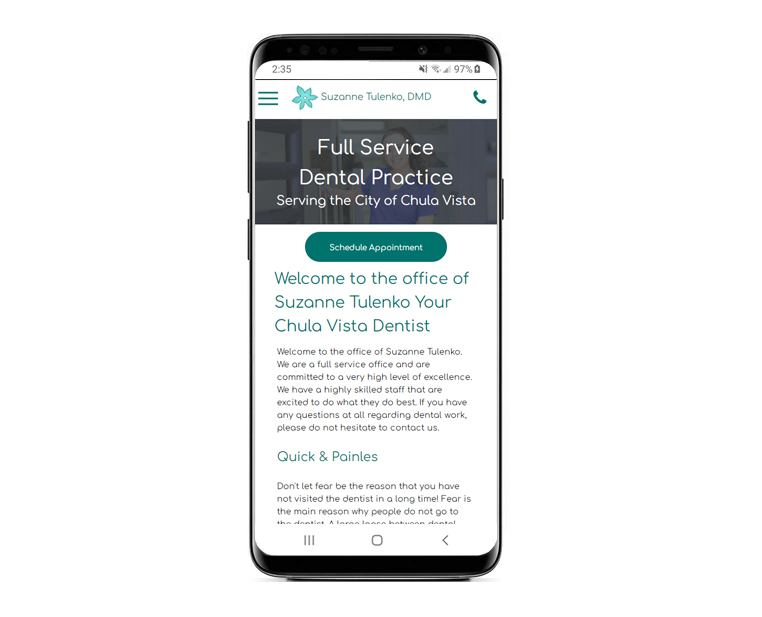 2:35 97%
Suzanne Tulenko, DMD
Full Service
Dental Practice
Serving the City of Chula Vista
Schedule Appointment
Welcome to the office of
Suzanne Tulenko Your
Chula Vista Dentist
Welcome to the office of Suzanne Tulenko.
We are a full service office and are
committed to a very high level of excellence.
We have a highly skilled staff that are
excited to do what they do best. If you have
any questions at all regarding dental work,
please do not hesitate to contact us.
Quick & Painles
Don't let fear be the reason that you have
not visited the dentist in a long time! Fear is
the main reason why people do not go to
the dentist. A large
between dental